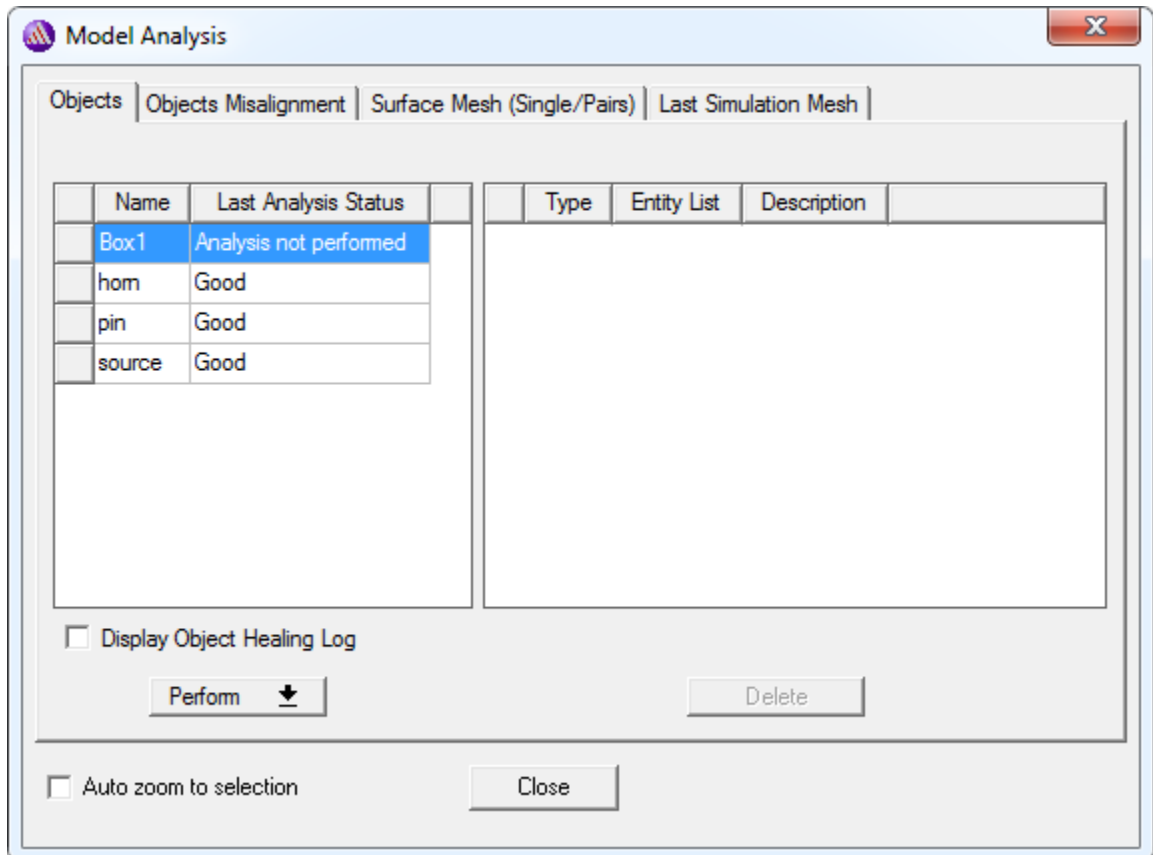 Model Analysis
Objects Objects Misalignment Surface Mesh (Single/Pairs) Last Simulation Mesh
Name Last Analysis Status Type Entity List Description
Box1 Analysis not performed
horn Good
pin Good
source Good
Display Object Healing Log
Perform Delete
Auto zoom to selection Close